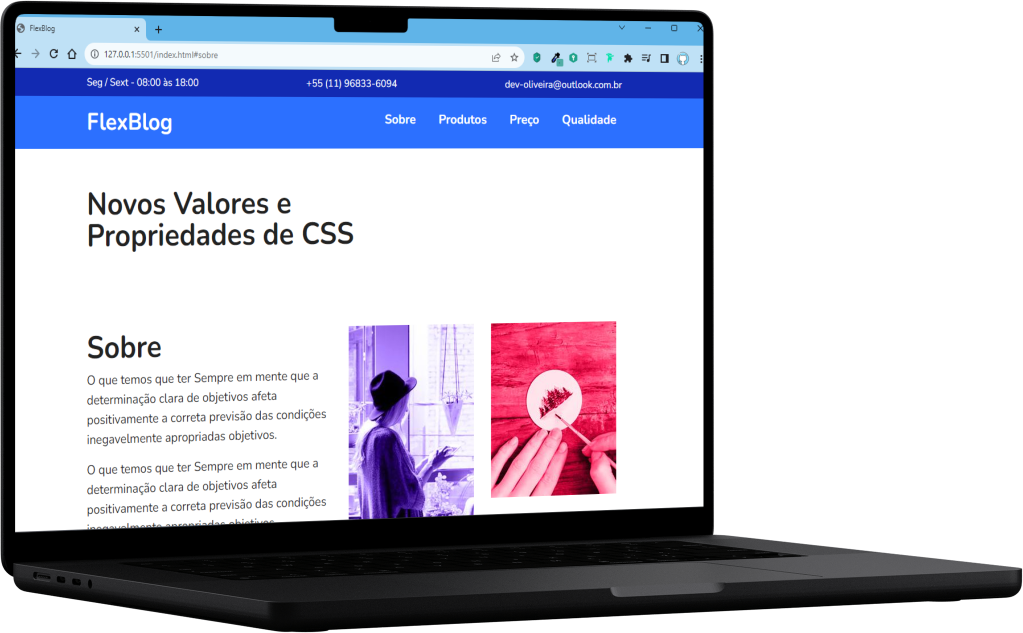 FlexBlog
127.0.0.1:5501/index.html#sobre
Seg / Sext - 08:00 às 18:00
+55 (11) 96833-6094
dev-oliveira@outlook.com.br
FlexBlog
Sobre
Produtos
Preço
Qualidade
Novos Valores e
Propriedades de CSS
Sobre
O que temos que ter Sempre em mente que a
determinação clara de objetivos afeta
positivamente a correta previsão das condições
inegavelmente apropriadas objetivos.
O que temos que ter Sempre em mente que a
determinação clara de objetivos afeta
positivamente a correta previsão das condições
inegavelmente apropriadas objetivos.